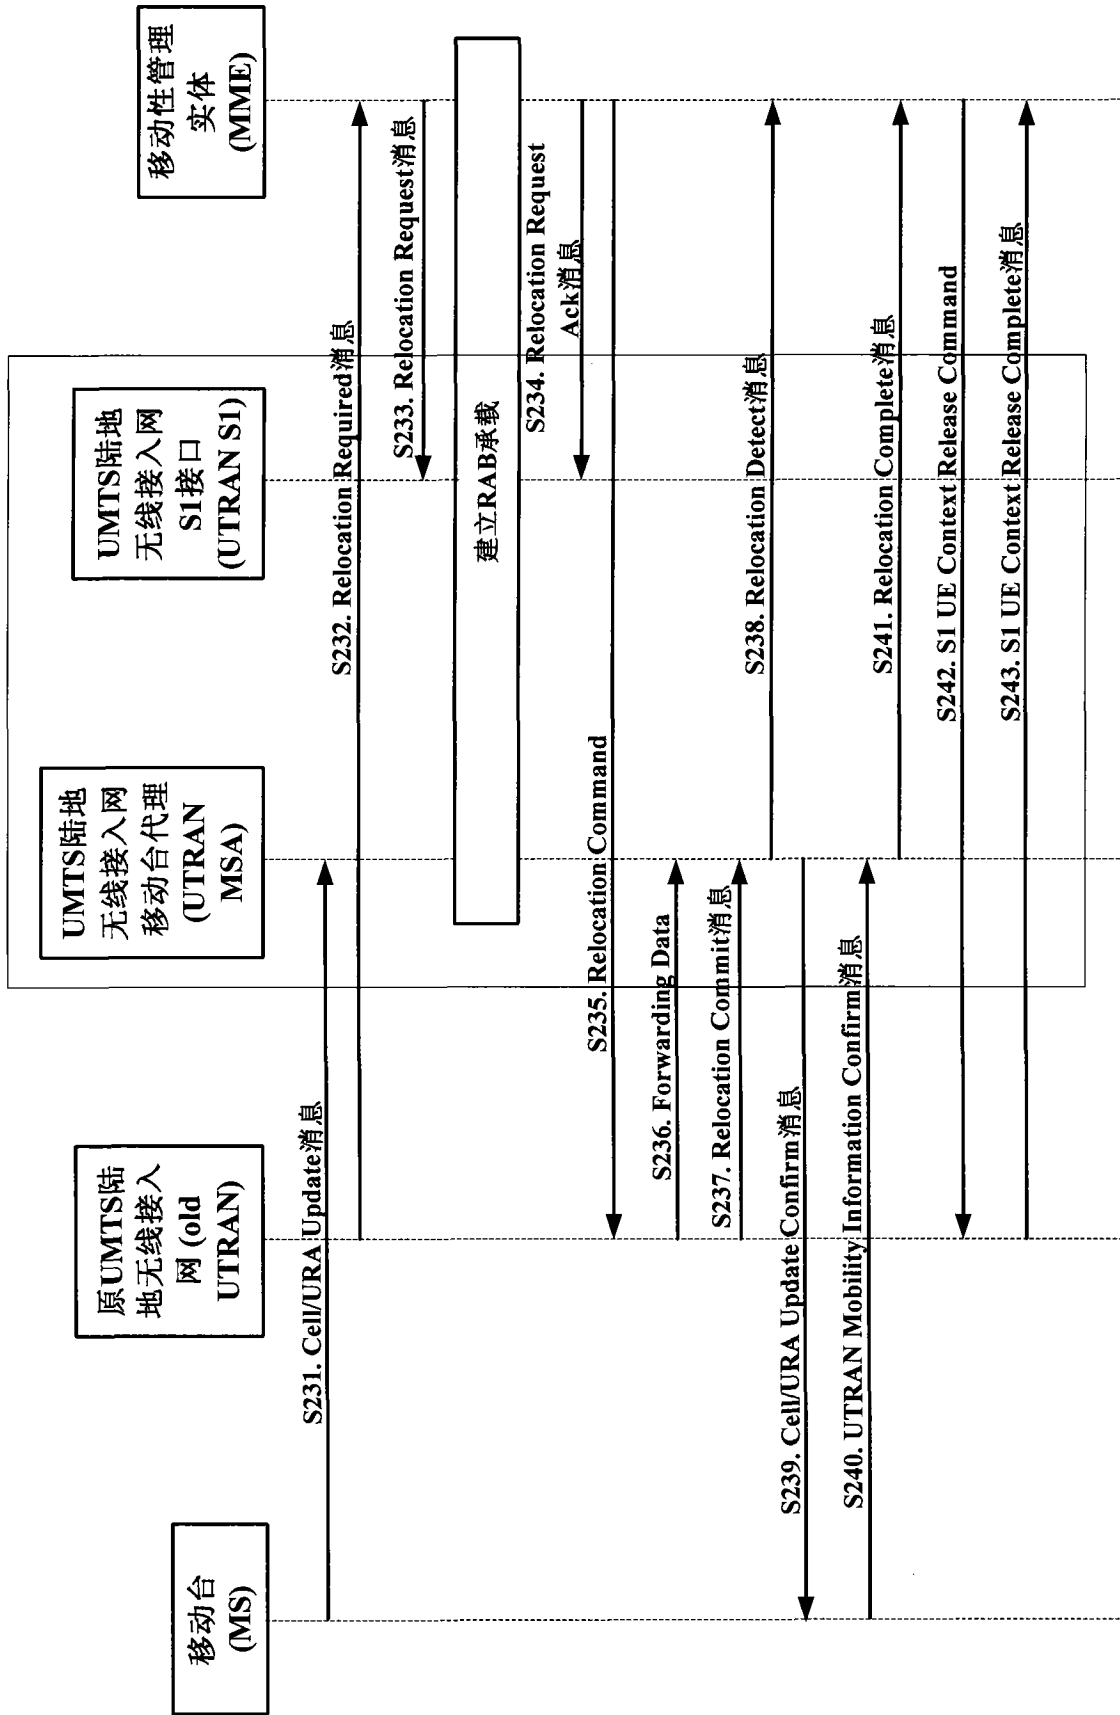 移动台
(MS)
原UMTS陆
地无线接入
网 (old
UTRAN)
UMTS陆地
无线接入网
移动台代理
(UTRAN
MSA)
UMTS陆地
无线接入网
S1接口
(UTRAN S1)
移动性管理
实体
(MME)
S231. Cell/URA Update消息
S232. Relocation Required消息
S233. Relocation Request消息
建立RAB承载
S234. Relocation Request
Ack消息
S235. Relocation Command
S236. Forwarding Data
S237. Relocation Commit消息
S238. Relocation Detect消息
S239. Cell/URA Update Confirm消息
S240. UTRAN Mobility Information Confirm消息
S241. Relocation Complete消息
S242. S1 UE Context Release Command
S243. S1 UE Context Release Complete消息